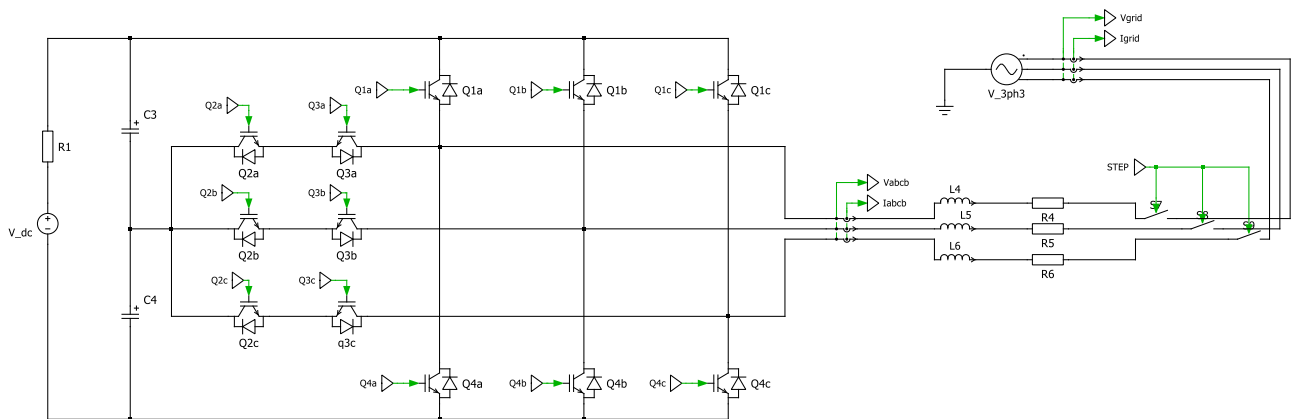 Vgrid
Igrid
V_3ph3
Q1a
Q1a
Q1b
Q1b
Q1c
Q1c
C3
+
Q2a
Q3a
R1
Q2a
Q3a
STEP
Q2b
Q3b
Vabcb
Iabcb
L4
S7
R4
L5
S8
V_dc
Q2b
Q3b
R5
S9
L6
R6
Q2c
Q3c
C4
+
Q2c
q3c
Q4a
Q4a
Q4b
Q4b
Q4c
Q4c